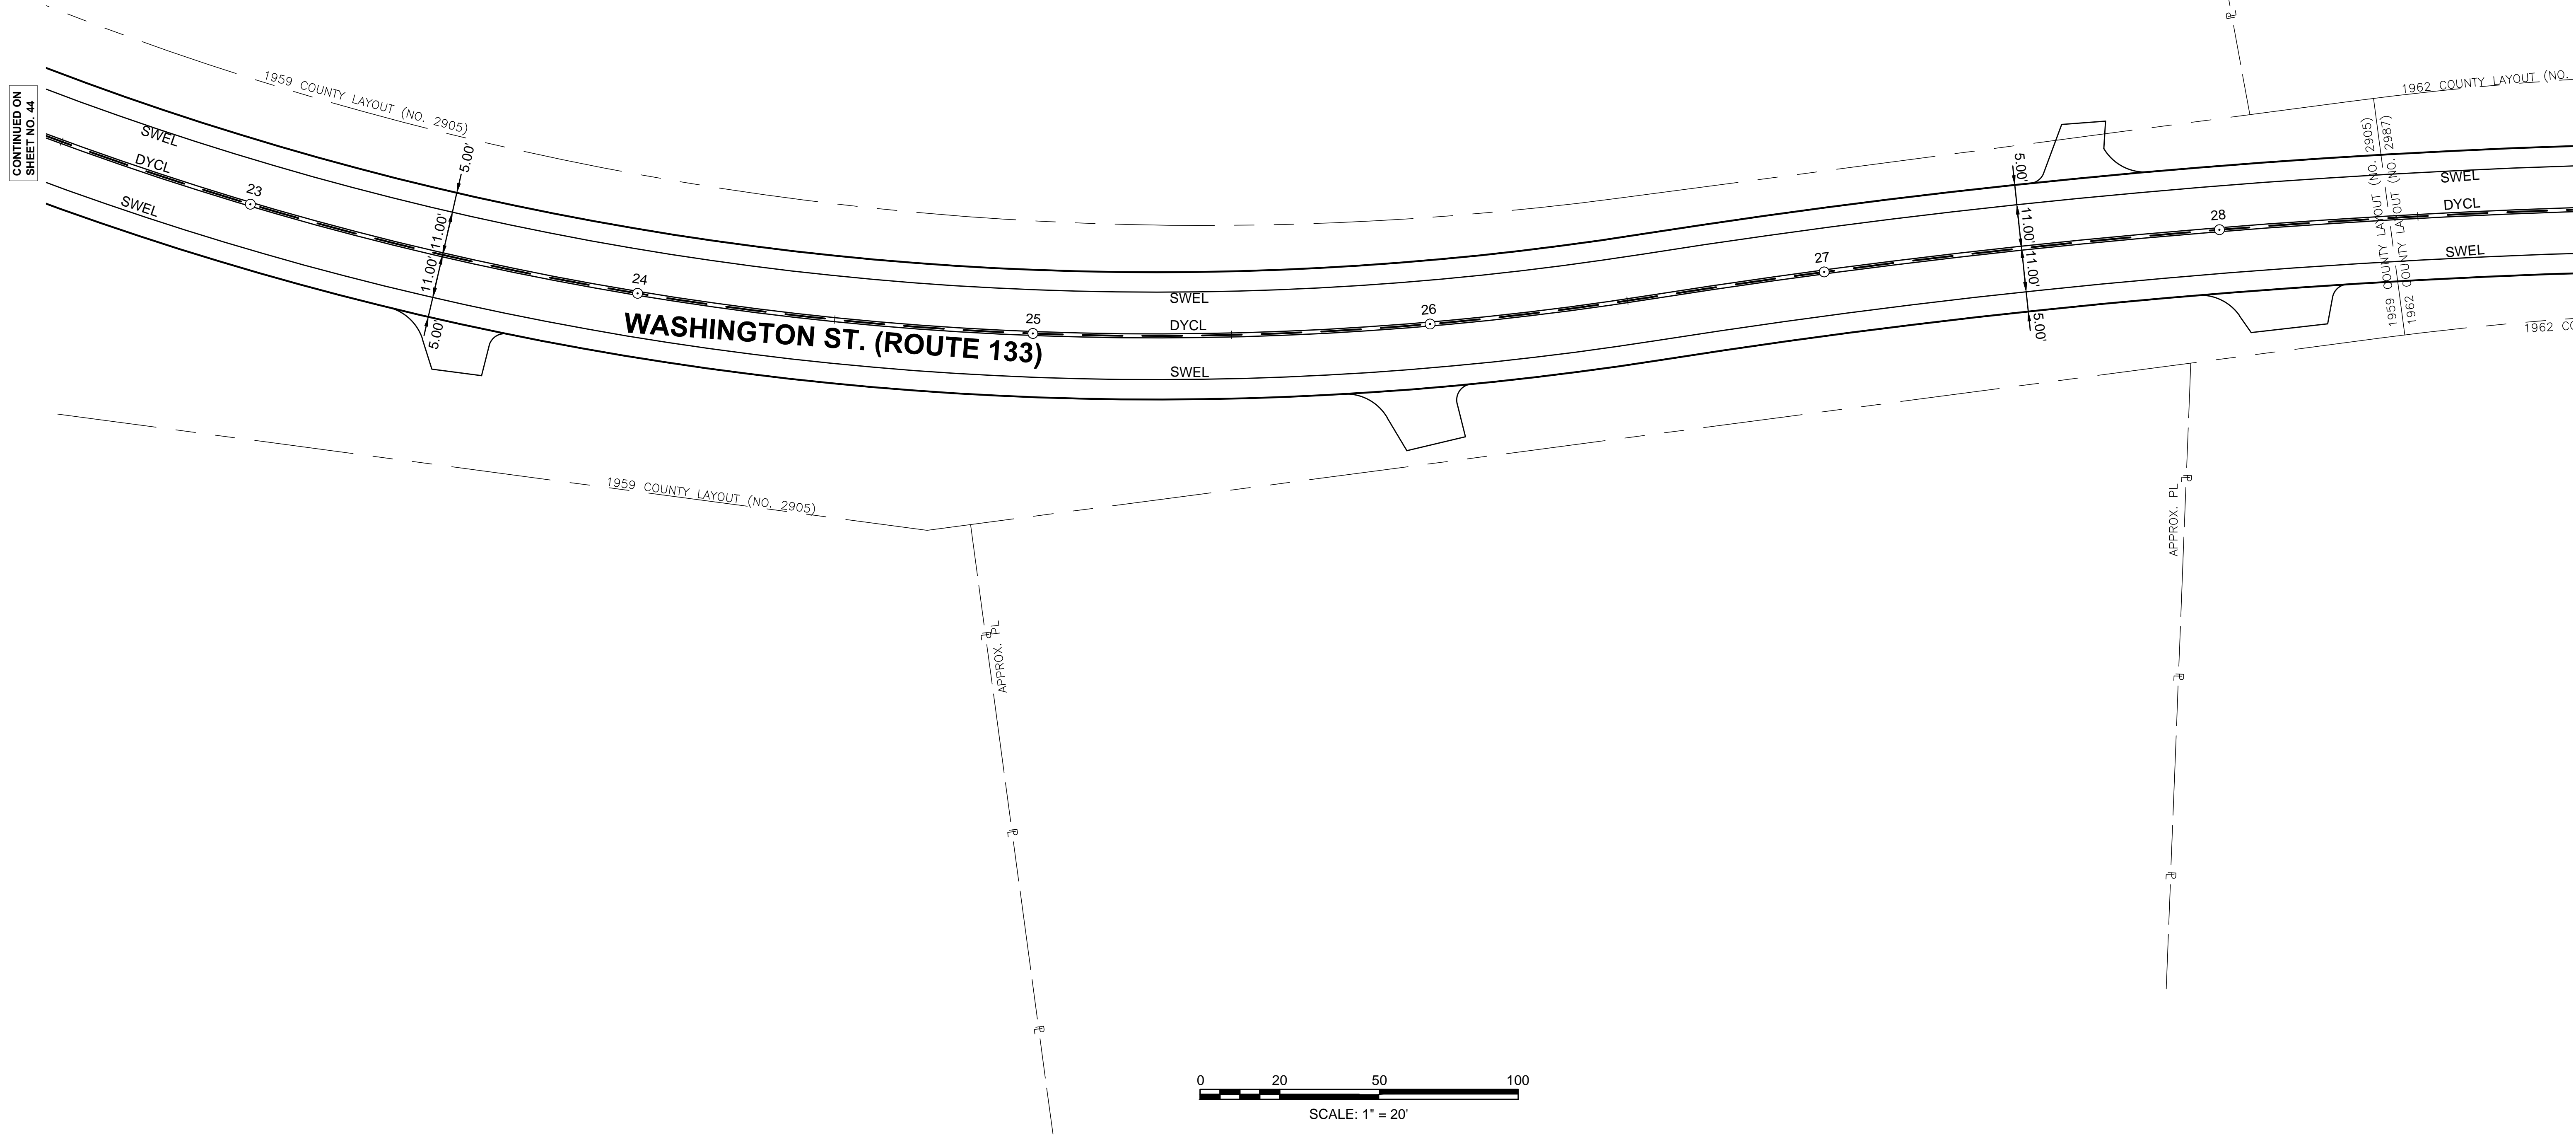 CONTINUED ON
SHEET NO. 44
1959 COUNTY LAYOUT (NO. 2905)
SWEL
DYCL
SWEL
23
5.00'
11.00'
11.00'
5.00'
24
WASHINGTON ST. (ROUTE 133)
25
SWEL
DYCL
SWEL
26
27
5.00'
11.00'
11.00'
5.00'
28
PL
1962 COUNTY LAYOUT (NO.
1959 COUNTY LAYOUT (NO. 2905)
1962 COUNTY LAYOUT (NO. 2987)
SWEL
DYCL
SWEL
1962 CO
1959 COUNTY LAYOUT (NO. 2905)
PL
APPROX. PL
PL
PL
PL
APPROX. PL
PL
PL
0 20 50 100
SCALE: 1" = 20'